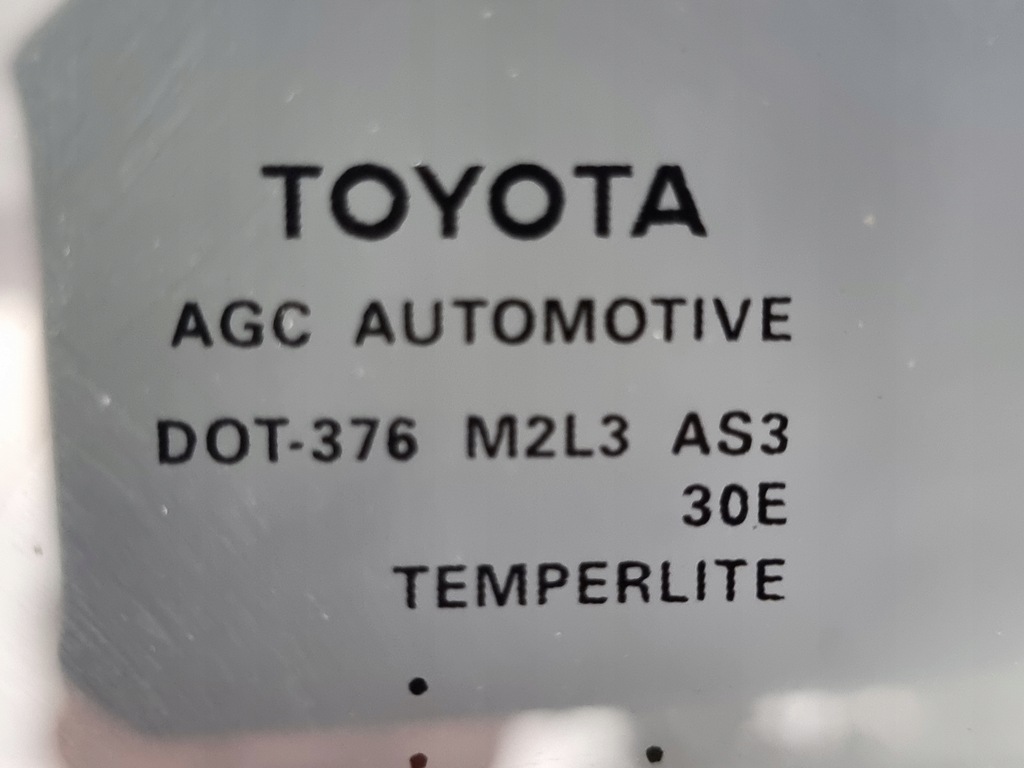 TOYOTA
AGC AUTOMOTIVE
DOT-376 M2L3 AS3
30E
TEMPERLITE